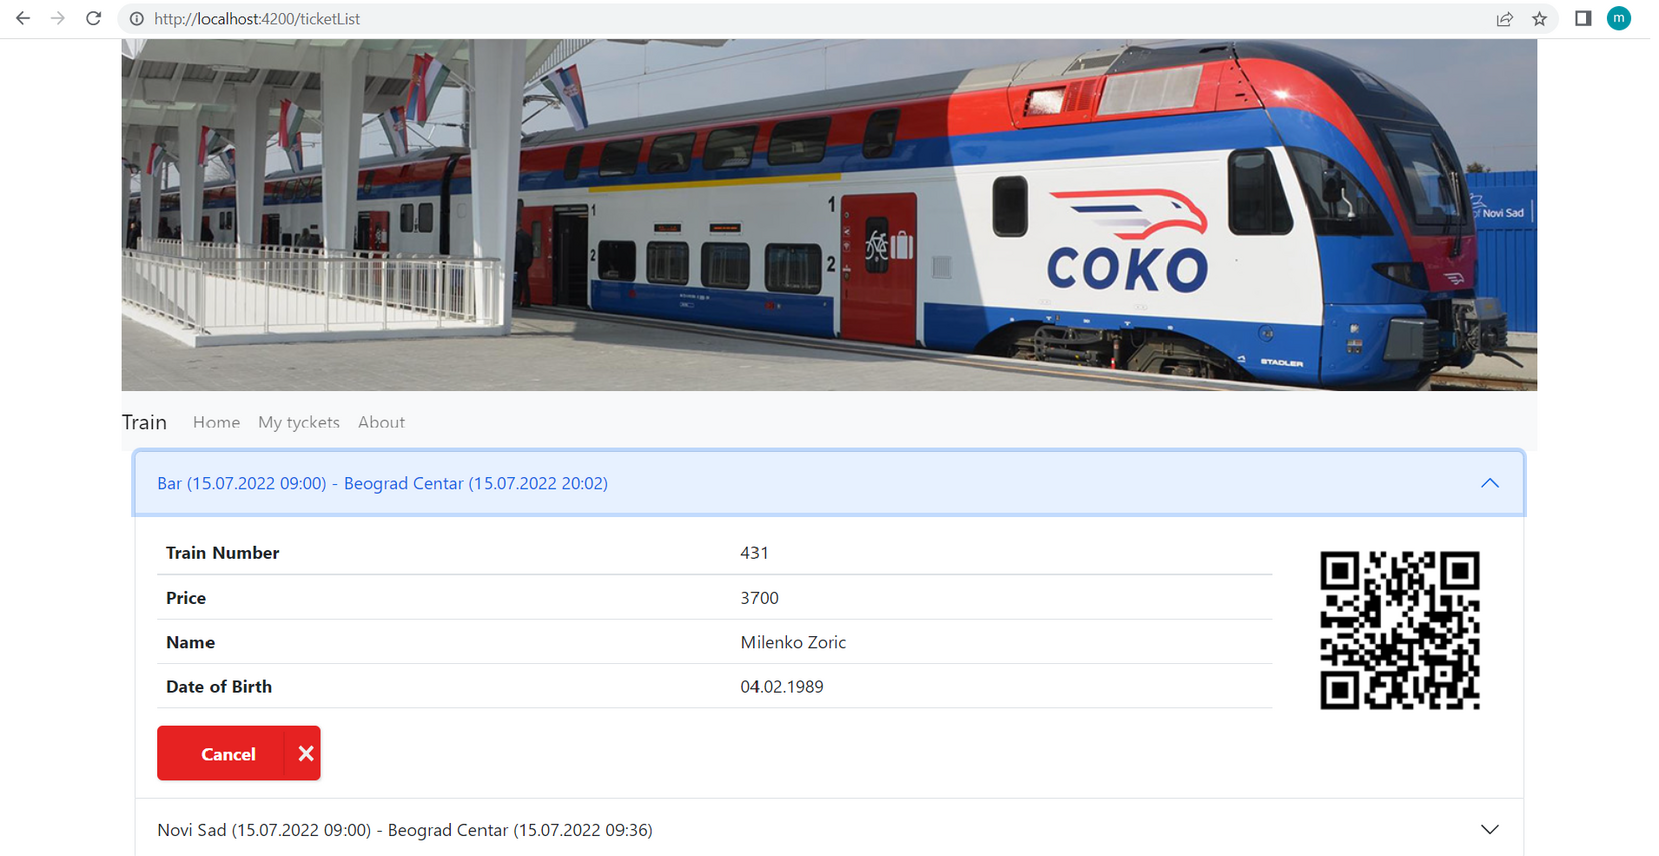 http://localhost:4200/ticketList
m
1
2
1
2
СОКО
STADLER
of Novi Sad
Train Home My tyckets About
Bar (15.07.2022 09:00) - Beograd Centar (15.07.2022 20:02)
Train Number 431
Price 3700
Name Milenko Zoric
Date of Birth 04.02.1989
Cancel
Novi Sad (15.07.2022 09:00) - Beograd Centar (15.07.2022 09:36)